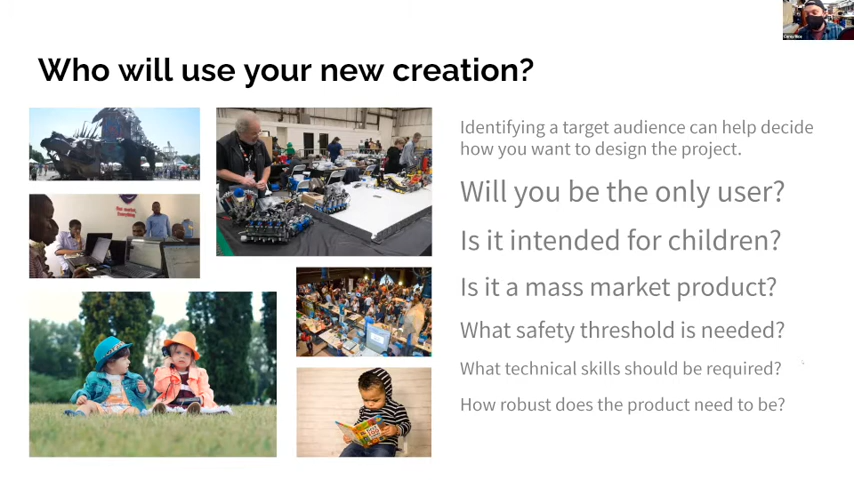 Who will use your new creation?
Identifying a target audience can help decide
how you want to design the project.
Will you be the only user?
Is it intended for children?
Is it a mass market product?
What safety threshold is needed?
What technical skills should be required?
How robust does the product need to be?